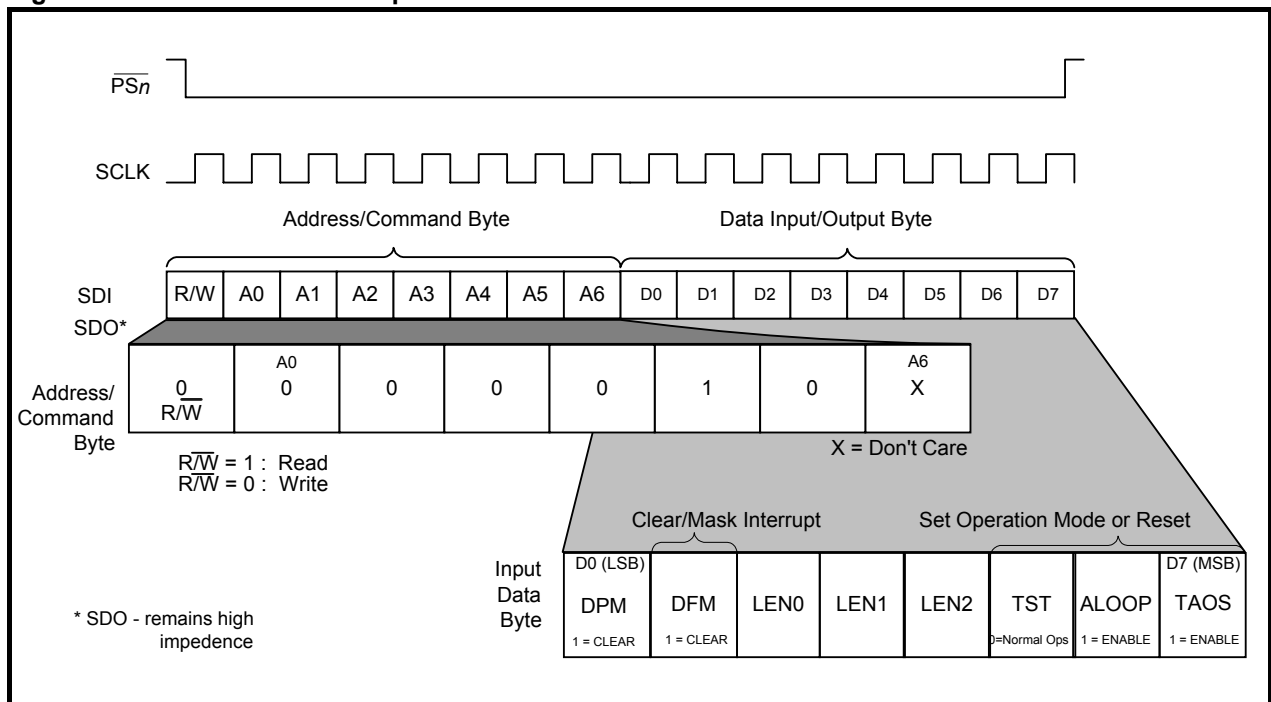 PSn
SCLK
Address/Command Byte
Data Input/Output Byte
SDI
R/W A0 A1 A2 A3 A4 A5 A6 D0 D1 D2 D3 D4 D5 D6 D7
SDO*
A0 A6
0 0 0 0 0 1 0 X
R/W
Address/
Command
Byte
X = Don't Care
R/W = 1 : Read
R/W = 0 : Write
Clear/Mask Interrupt
Set Operation Mode or Reset
Input
Data
Byte
D0 (LSB) D7 (MSB)
DPM DFM LEN0 LEN1 LEN2 TST ALOOP TAOS
1 = CLEAR 1 = CLEAR 0=Normal Ops 1 = ENABLE 1 = ENABLE
* SDO - remains high
impedence